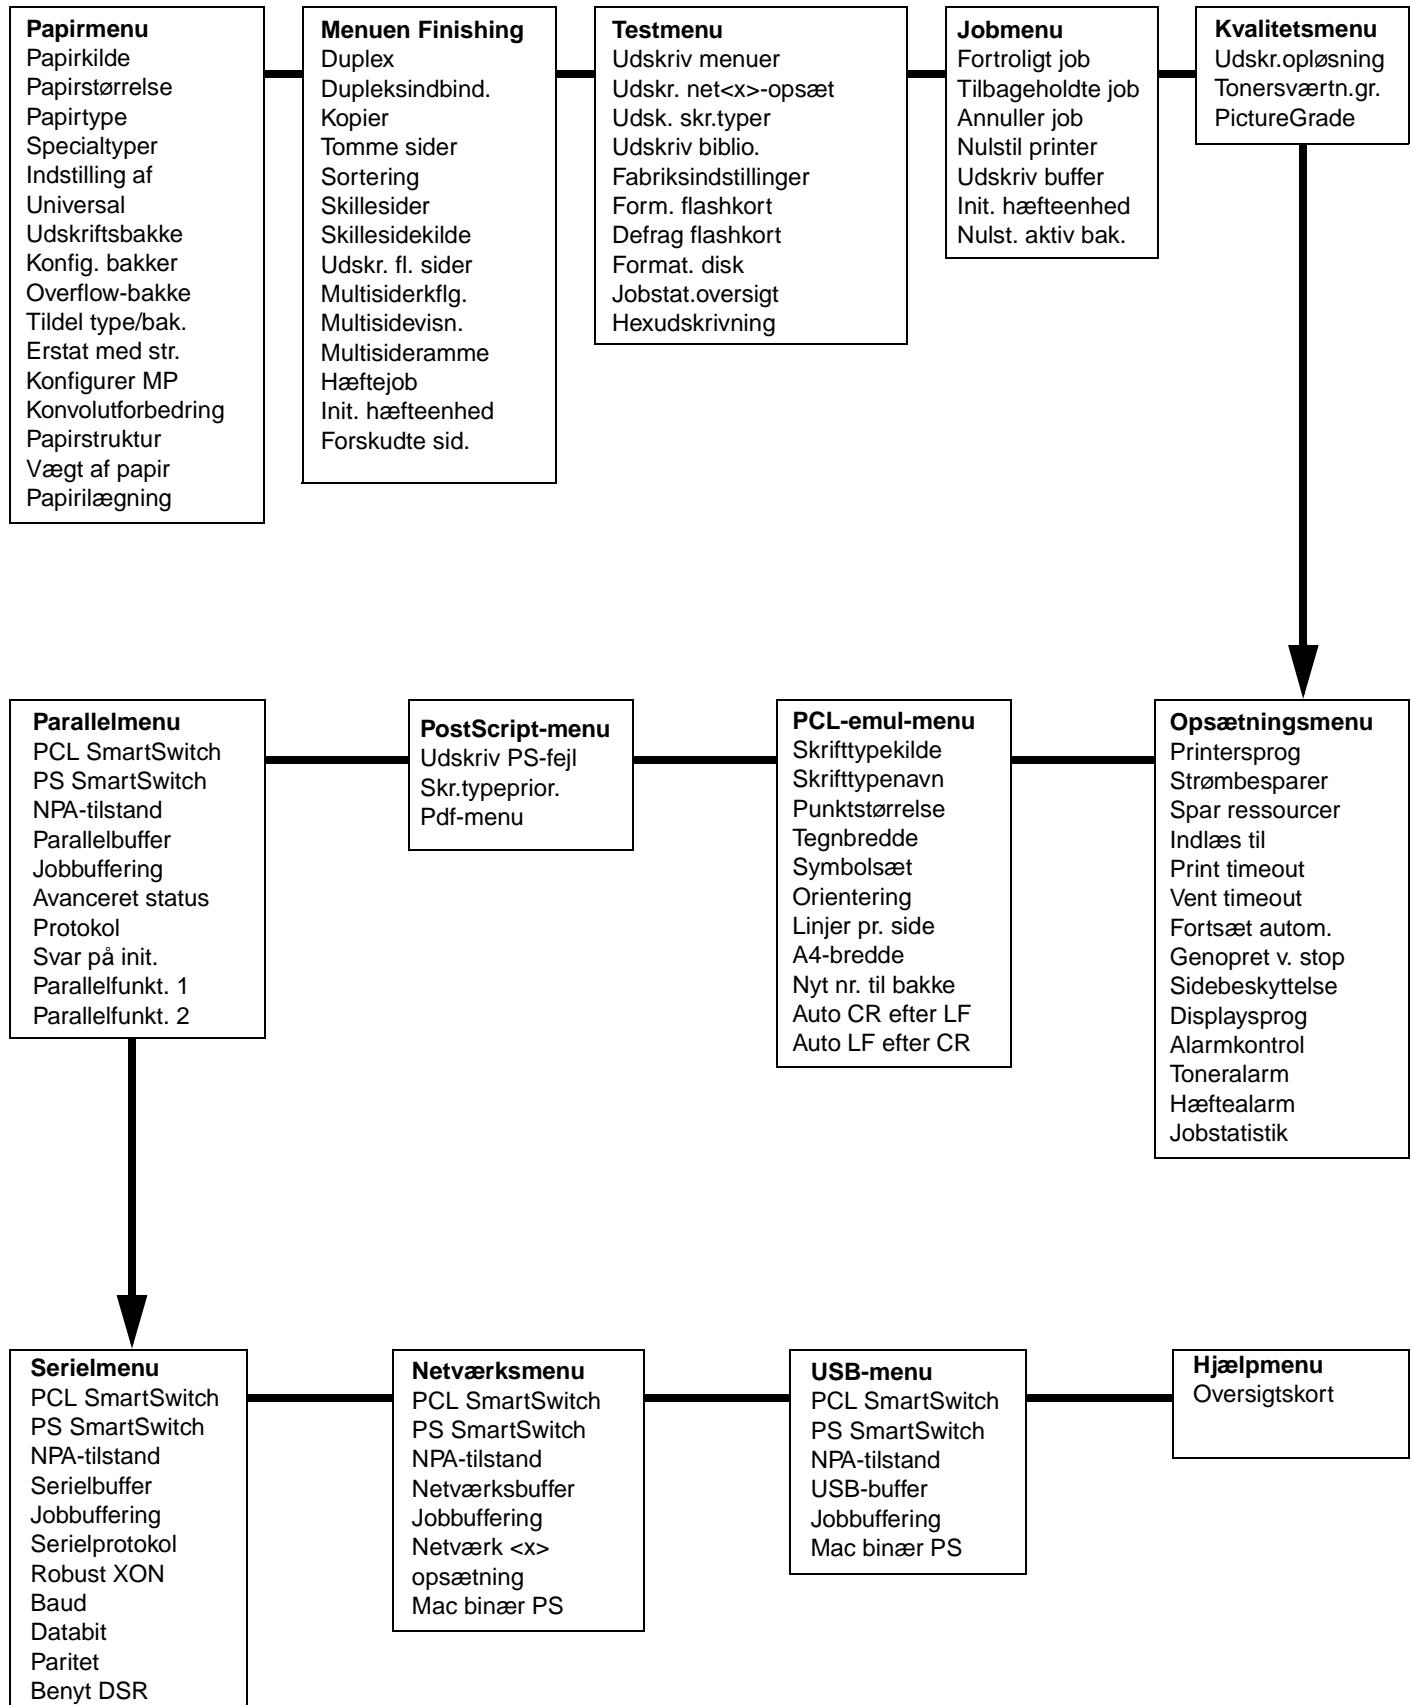 Papirmenu
Papirkilde
Papirstørrelse
Papirtype
Specialtyper
Indstilling af
Universal
Udskriftsbakke
Konfig. bakker
Overflow-bakke
Tildel type/bak.
Erstat med str.
Konfigurer MP
Konvolutforbedring
Papirstruktur
Vægt af papir
Papirilægning
Menuen Finishing
Duplex
Dupleksindbind.
Kopier
Tomme sider
Sortering
Skillesider
Skillesidekilde
Udskr. fl. sider
Multisiderkflg.
Multisidevisn.
Multisideramme
Hæftejob
Init. hæfteenhed
Forskudte sid.
Testmenu
Udskriv menuer
Udskr. net<x>-opsæt
Udsk. skr.typer
Udskriv biblio.
Fabriksindstillinger
Form. flashkort
Defrag flashkort
Format. disk
Jobstat.oversigt
Hexudskrivning
Jobmenu
Fortroligt job
Tilbageholdte job
Annuller job
Nulstil printer
Udskriv buffer
Init. hæfteenhed
Nulst. aktiv bak.
Kvalitetsmenu
Udskr.opløsning
Tonersværtn.gr.
PictureGrade
Parallelmenu
PCL SmartSwitch
PS SmartSwitch
NPA-tilstand
Parallelbuffer
Jobbuffering
Avanceret status
Protokol
Svar på init.
Parallelfunkt. 1
Parallelfunkt. 2
PostScript-menu
Udskriv PS-fejl
Skr.typeprior.
Pdf-menu
PCL-emul-menu
Skrifttypekilde
Skrifttypenavn
Punktstørrelse
Tegnbredde
Symbolsæt
Orientering
Linjer pr. side
A4-bredde
Nyt nr. til bakke
Auto CR efter LF
Auto LF efter CR
Opsætningsmenu
Printersprog
Strømbesparer
Spar ressourcer
Indlæs til
Print timeout
Vent timeout
Fortsæt autom.
Genopret v. stop
Sidebeskyttelse
Displaysprog
Alarmkontrol
Toneralarm
Hæftealarm
Jobstatistik
Serielmenu
PCL SmartSwitch
PS SmartSwitch
NPA-tilstand
Serielbuffer
Jobbuffering
Serielprotokol
Robust XON
Baud
Databit
Paritet
Benyt DSR
Netværksmenu
PCL SmartSwitch
PS SmartSwitch
NPA-tilstand
Netværksbuffer
Jobbuffering
Netværk <x>
opsætning
Mac binær PS
USB-menu
PCL SmartSwitch
PS SmartSwitch
NPA-tilstand
USB-buffer
Jobbuffering
Mac binær PS
Hjælpmenu
Oversigtskort